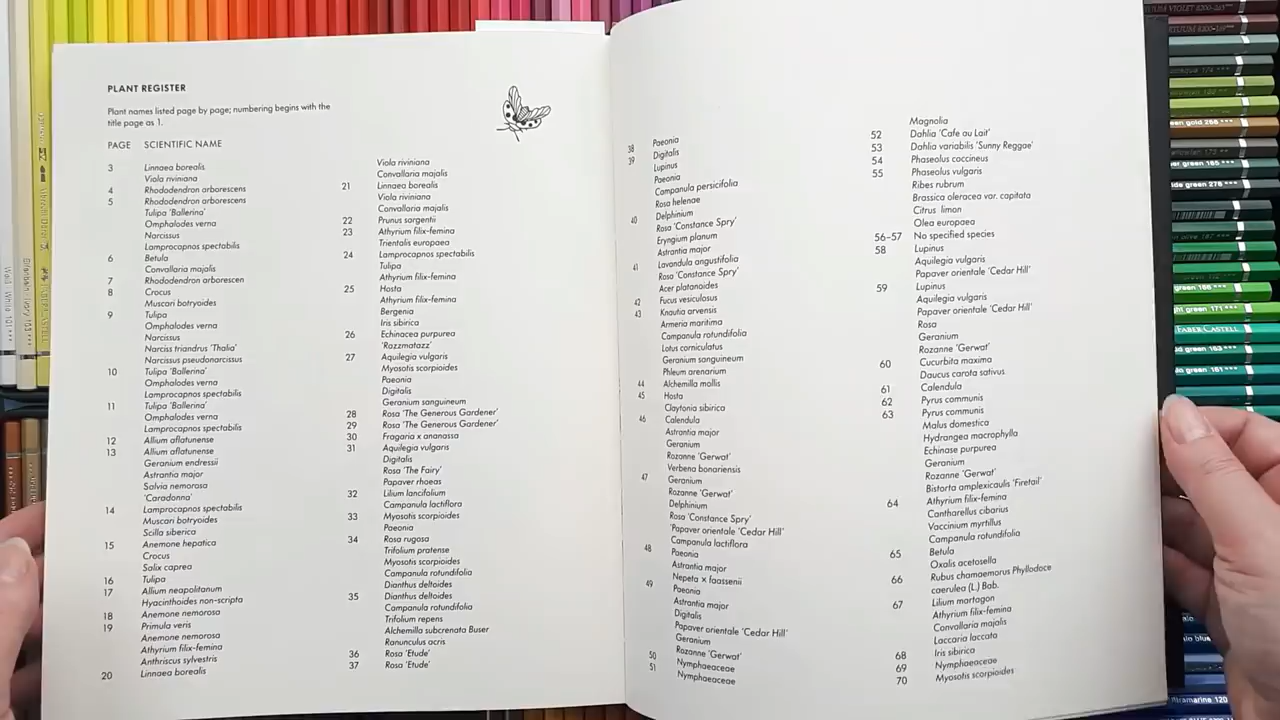 PLANT REGISTER
Plant names listed page by page; numbering begins with the
title page as 1.
PAGE SCIENTIFIC NAME
3 Linnaea borealis
Viola riviniana
4 Rhododendron arborescens
5 Rhododendron arborescens
Tulipa 'Ballerina'
Omphalodes verna
Narcissus
Lamprocapnos spectabilis
6 Betula
Convallaria majalis
7 Rhododendron arborescens
8 Crocus
Muscari botryoides
9 Tulipa
Omphalodes verna
Narcissus
Narciss triandrus 'Thalia'
Narcissus pseudonarcissus
10 Tulipa 'Ballerina'
Omphalodes verna
Lamprocapnos spectabilis
11 Tulipa 'Ballerina'
Omphalodes verna
Lamprocapnos spectabilis
12 Allium aflatunense
13 Allium aflatunense
Geranium endressii
Astrantia major
Salvia nemorosa
'Caradonna'
14 Lamprocapnos spectabilis
Muscari botryoides
Scilla siberica
15 Anemone hepatica
Crocus
Salix caprea
16 Tulipa
17 Allium neapolitanum
Hyacinthoides non-scripta
18 Anemone nemorosa
19 Primula veris
Anemone nemorosa
Athyrium filix-femina
Anthriscus sylvestris
20 Linnaea borealis
Viola riviniana
Convallaria majalis
21 Linnaea borealis
Viola riviniana
Convallaria majalis
22 Prunus sargentii
23 Athyrium filix-femina
Trientalis europaea
24 Lamprocapnos spectabilis
Tulipa
Athyrium filix-femina
25 Hosta
Athyrium filix-femina
Bergenia
Iris sibirica
26 Echinacea purpurea
'Razzmatazz'
27 Aquilegia vulgaris
Myosotis scorpioides
Paeonia
Digitalis
Geranium sanguineum
28 Rosa 'The Generous Gardener'
29 Rosa 'The Generous Gardener'
30 Fragaria x ananassa
31 Aquilegia vulgaris
Digitalis
Rosa 'The Fairy'
Papaver rhoeas
32 Lilium lancifolium
Campanula lactiflora
33 Myosotis scorpioides
Paeonia
34 Rosa rugosa
Trifolium pratense
Myosotis scorpioides
Campanula rotundifolia
Dianthus deltoides
35 Dianthus deltoides
Campanula rotundifolia
Trifolium repens
Alchemilla subcrenata Buser
Ranunculus acris
36 Rosa 'Etude'
37 Rosa 'Etude'
38 Paeonia
39 Digitalis
Lupinus
Paeonia
Campanula persicifolia
Rosa helenae
40 Delphinium
Rosa 'Constance Spry'
Eryngium planum
Astrantia major
41 Lavandula angustifolia
Rosa 'Constance Spry'
Acer platanoides
42 Fucus vesiculosus
43 Knautia arvensis
Armeria maritima
Campanula rotundifolia
Lotus corniculatus
Geranium sanguineum
Phleum arenarium
44 Alchemilla mollis
45 Hosta
Claytonia sibirica
46 Calendula
Astrantia major
Geranium
Rozanne 'Gerwat'
Verbena bonariensis
47 Geranium
Rozanne 'Gerwat'
Delphinium
Rosa 'Constance Spry'
'Papaver orientale 'Cedar Hill'
Campanula lactiflora
48 Paeonia
Astrantia major
Nepeta × faassenii
49 Paeonia
Astrantia major
Digitalis
Papaver orientale 'Cedar Hill'
Geranium
50 Rozanne 'Gerwat'
51 Nymphaeaceae
Nymphaeaceae
Magnolia
52 Dahlia 'Cafe au Lait'
53 Dahlia variabilis 'Sunny Reggae'
54 Phaseolus coccineus
55 Phaseolus vulgaris
Ribes rubrum
Brassica oleracea var. capitata
Citrus limon
Olea europaea
56–57 No specified species
58 Lupinus
Aquilegia vulgaris
Papaver orientale 'Cedar Hill'
59 Lupinus
Aquilegia vulgaris
Papaver orientale 'Cedar Hill'
Rosa
Geranium
Rozanne 'Gerwat'
60 Cucurbita maxima
Daucus carota sativus
61 Calendula
62 Pyrus communis
63 Pyrus communis
Malus domestica
Hydrangea macrophylla
Echinase purpurea
Geranium
Rozanne 'Gerwat'
Bistorta amplexicaulis 'Firetail'
64 Athyrium filix-femina
Cantharellus cibarius
Vaccinium myrtillus
Campanula rotundifolia
65 Betula
Oxalis acetosella
66 Rubus chamaemorus Phyllodoce
caerulea (L.) Bab.
67 Lilium martagon
Athyrium filix-femina
Convallaria majalis
Laccaria laccata
68 Iris sibirica
69 Nymphaeaceae
70 Myosotis scorpioides
FABER-CASTELL